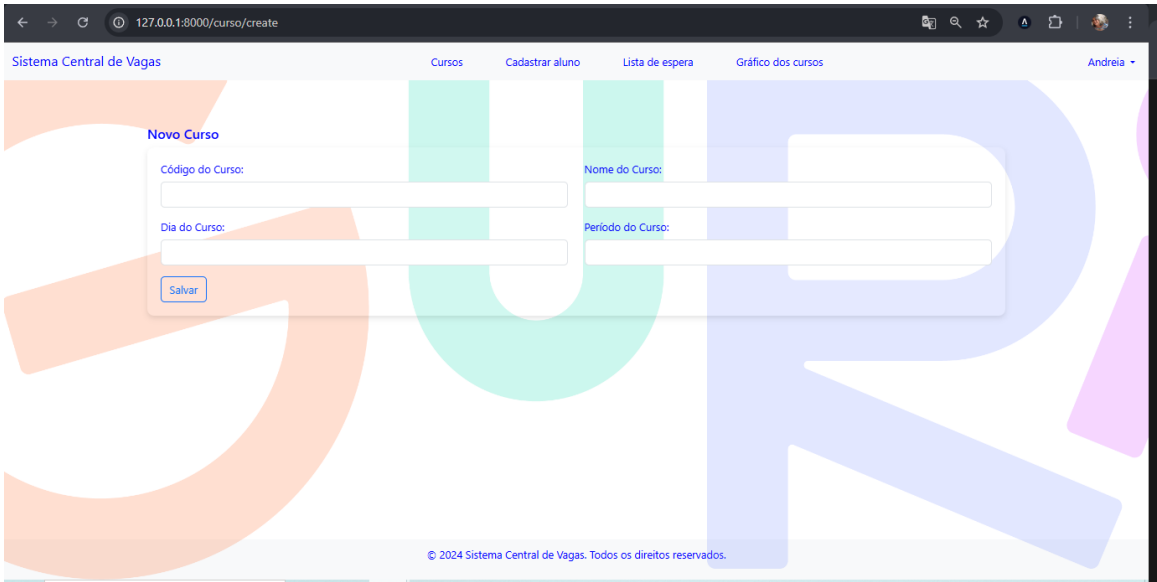 127.0.0.1:8000/curso/create
Sistema Central de Vagas Cursos Cadastrar aluno Lista de espera Gráfico dos cursos Andreia
Novo Curso
Código do Curso: Nome do Curso:
Dia do Curso: Período do Curso:
Salvar
© 2024 Sistema Central de Vagas. Todos os direitos reservados.
GUR